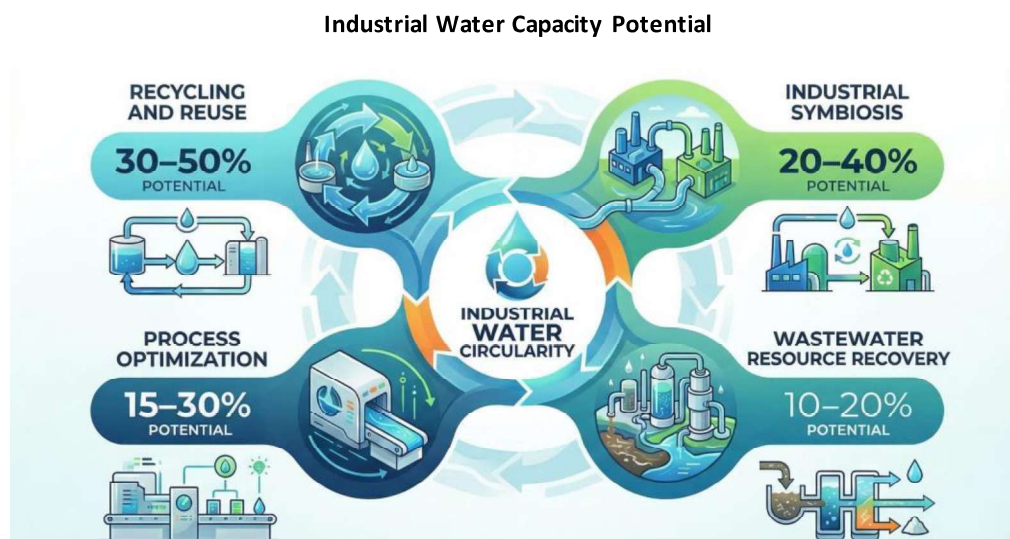 Industrial Water Capacity Potential
RECYCLING
AND REUSE
30–50%
POTENTIAL
INDUSTRIAL
SYMBIOSIS
20–40%
POTENTIAL
INDUSTRIAL
WATER
CIRCULARITY
PROCESS
OPTIMIZATION
15–30%
POTENTIAL
WASTEWATER
RESOURCE RECOVERY
10–20%
POTENTIAL